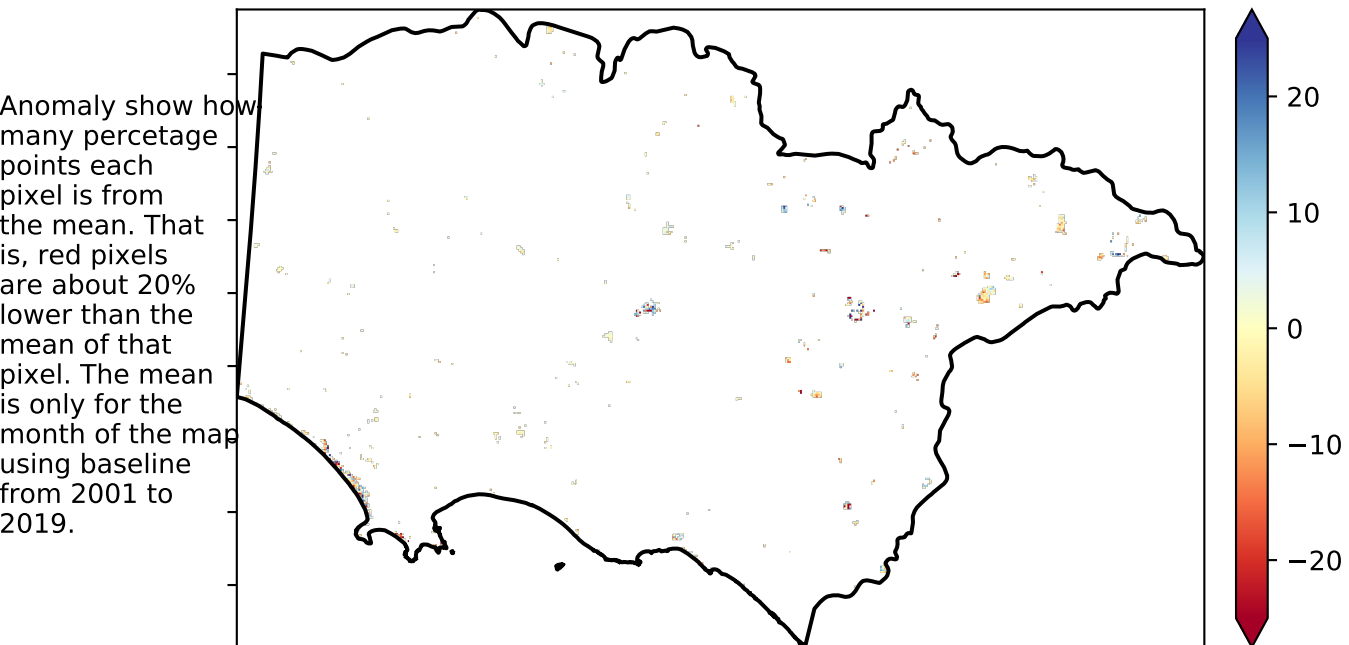 Anomaly show how
many percetage
points each
pixel is from
the mean. That
is, red pixels
are about 20%
lower than the
mean of that
pixel. The mean
is only for the
month of the map
using baseline
from 2001 to
2019.
20
10
0
−10
−20